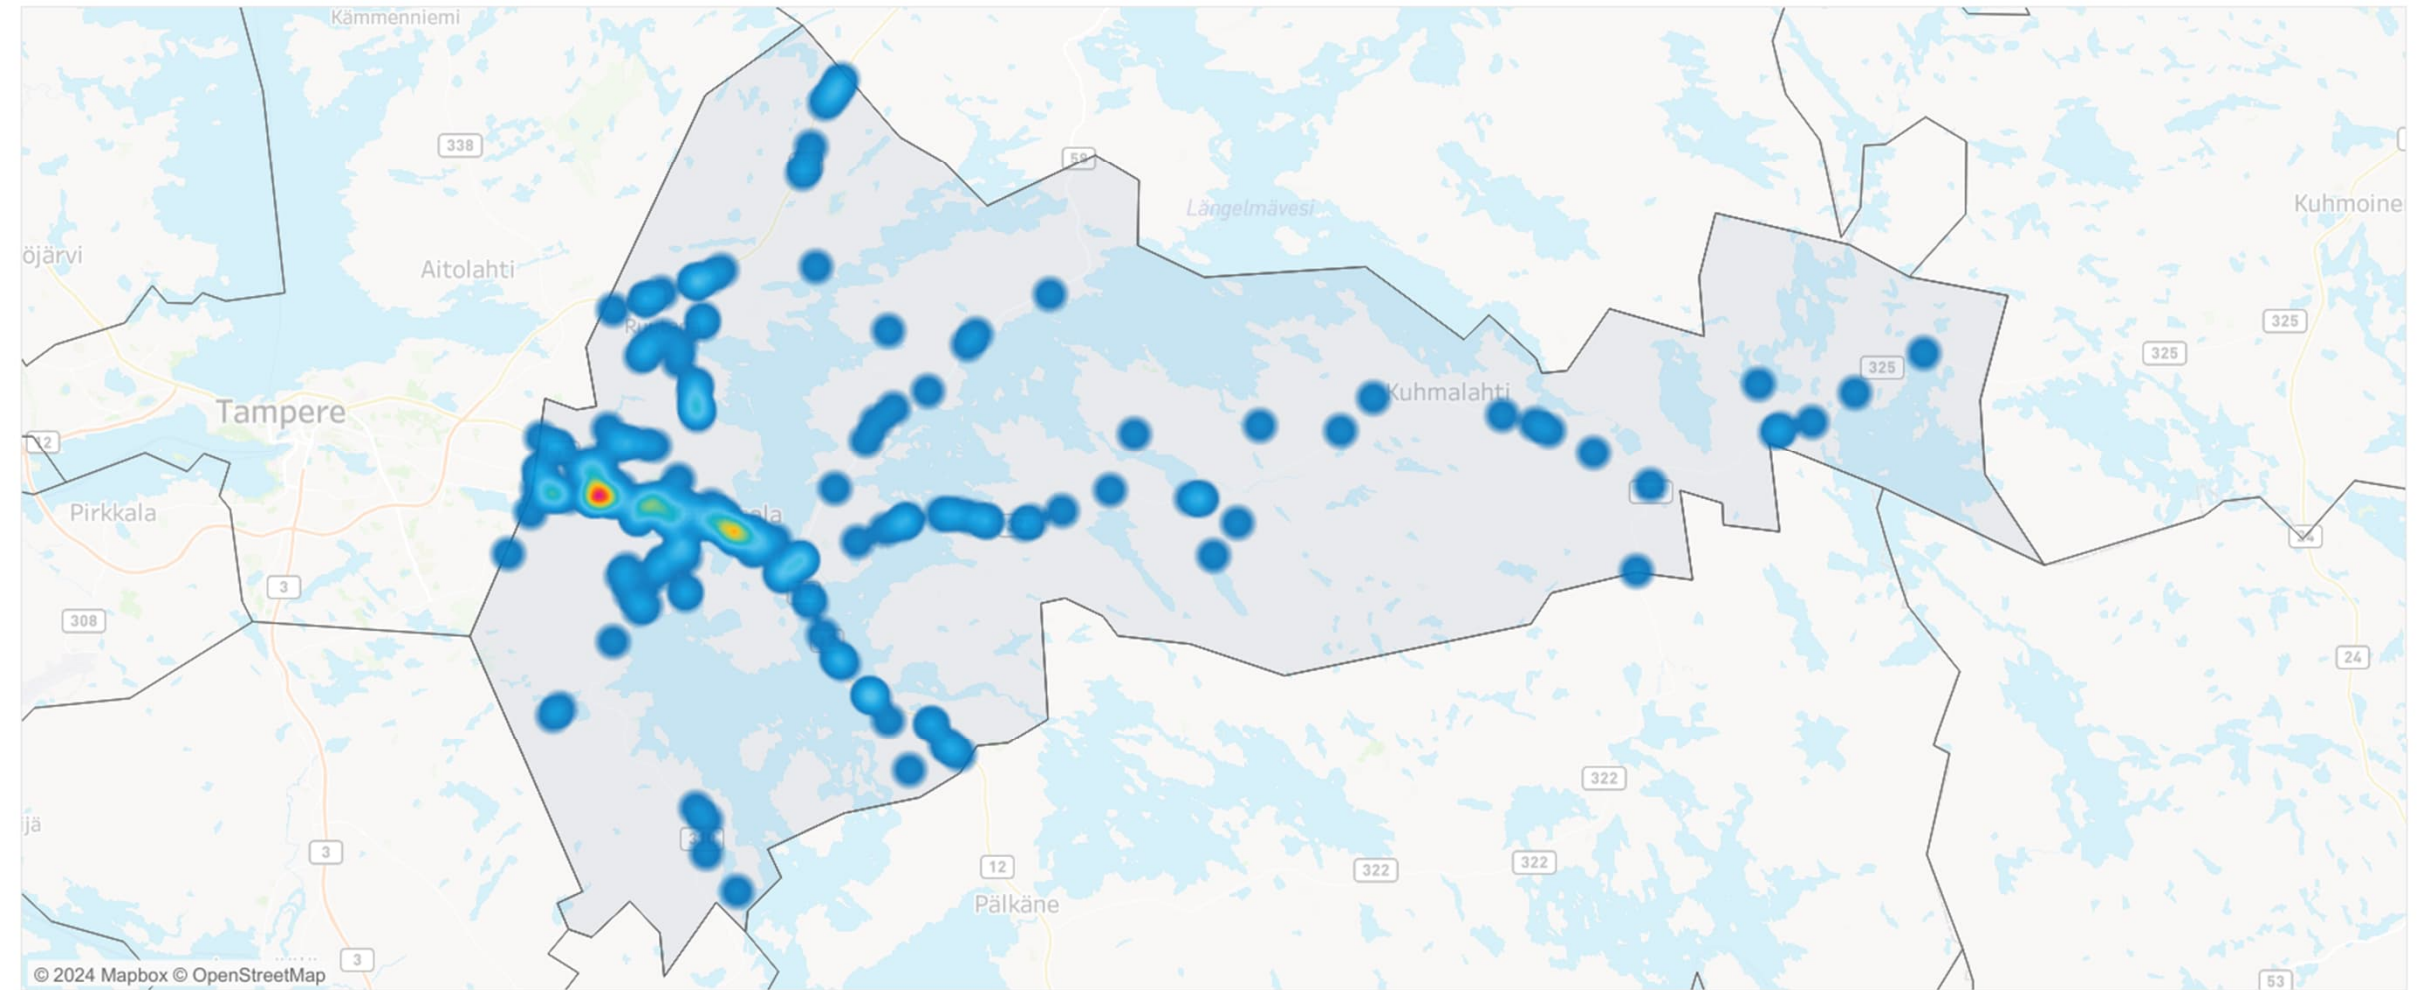 Kämmenniemi
338
59
Längelmävesi
Kuhmoine
öjärvi
Aitolahti
325
325
325
Kuhmalahti
Tampere
12
Pirkkala
3
308
24
24
322
322
322
3
12
Pälkäne
jä
3
53
© 2024 Mapbox © OpenStreetMap